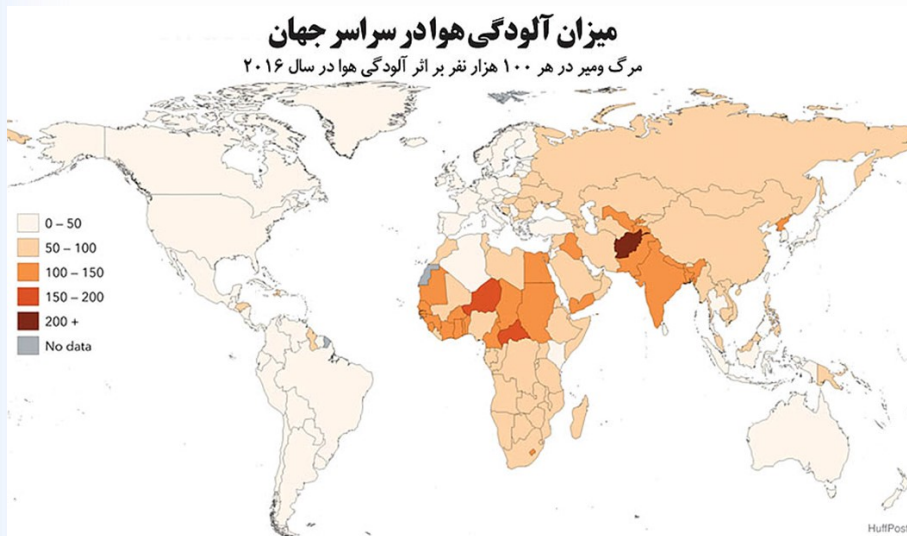 میزان آلودگی هوا در سراسر جهان
مرگ ومیر در هر ۱۰۰ هزار نفر بر اثر آلودگی هوا در سال ۲۰۱۶
0 – 50
50 – 100
100 – 150
150 – 200
200 +
No data
HuffPost